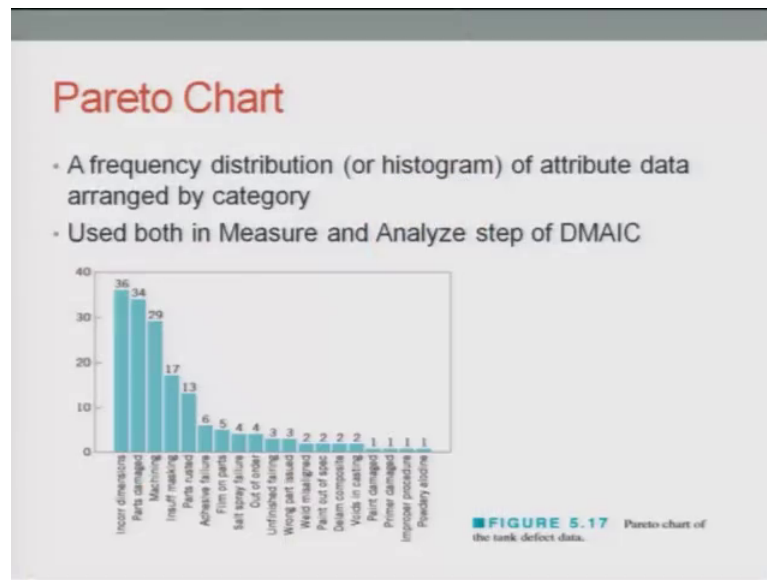 Pareto Chart
• A frequency distribution (or histogram) of attribute data
arranged by category
• Used both in Measure and Analyze step of DMAIC
40
30
20
10
0
36
34
29
17
13
6
5
4
4
3
3
2
2
2
2
1
1
1
1
Incorr dimensions
Parts damaged
Machining
Insuff masking
Parts rusted
Adhesive failure
Film on parts
Salt spray failure
Out of order
Unfinished fairing
Wrong part issued
Weld misaligned
Paint out of spec
Delam composite
Voids in casting
Paint damaged
Primer damaged
Improper procedure
Powdery alodine
FIGURE 5.17 Pareto chart of
the tank defect data.